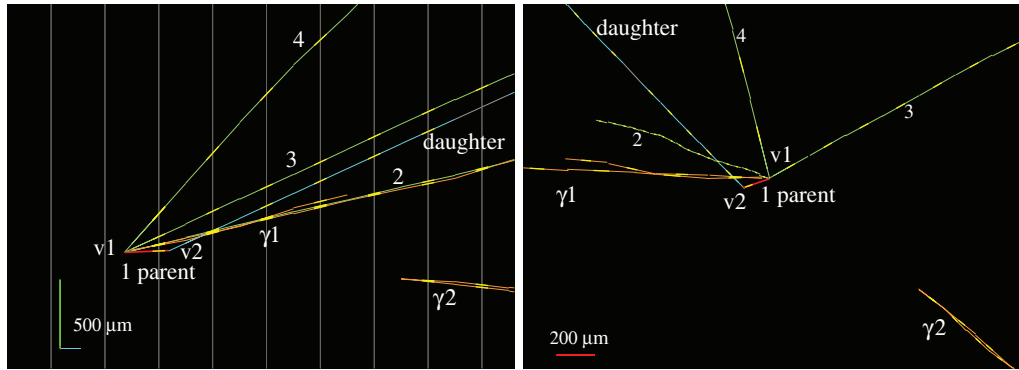 4
3
daughter
2
γ1
v1
v2
1 parent
γ2
500 µm
daughter
4
3
2
v1
γ1
v2
1 parent
γ2
200 µm